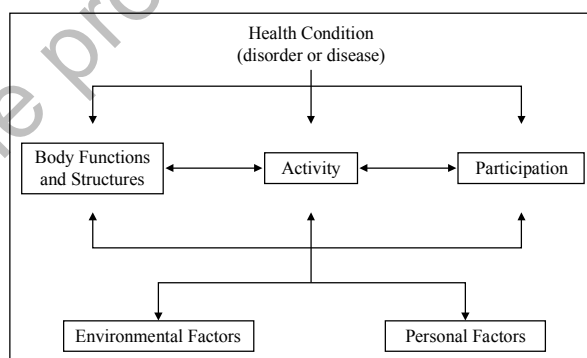 Health Condition
(disorder or disease)
Body Functions
and Structures
Activity
Participation
Environmental Factors
Personal Factors